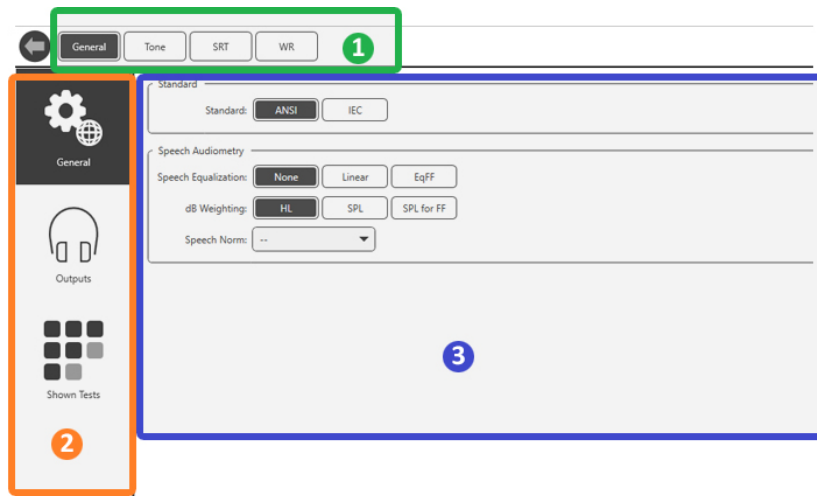 General Tone SRT WR 1
General
Outputs
Shown Tests
2
Standard
Standard: ANSI IEC
Speech Audiometry
Speech Equalization: None Linear EqFF
dB Weighting: HL SPL SPL for FF
Speech Norm: --
3